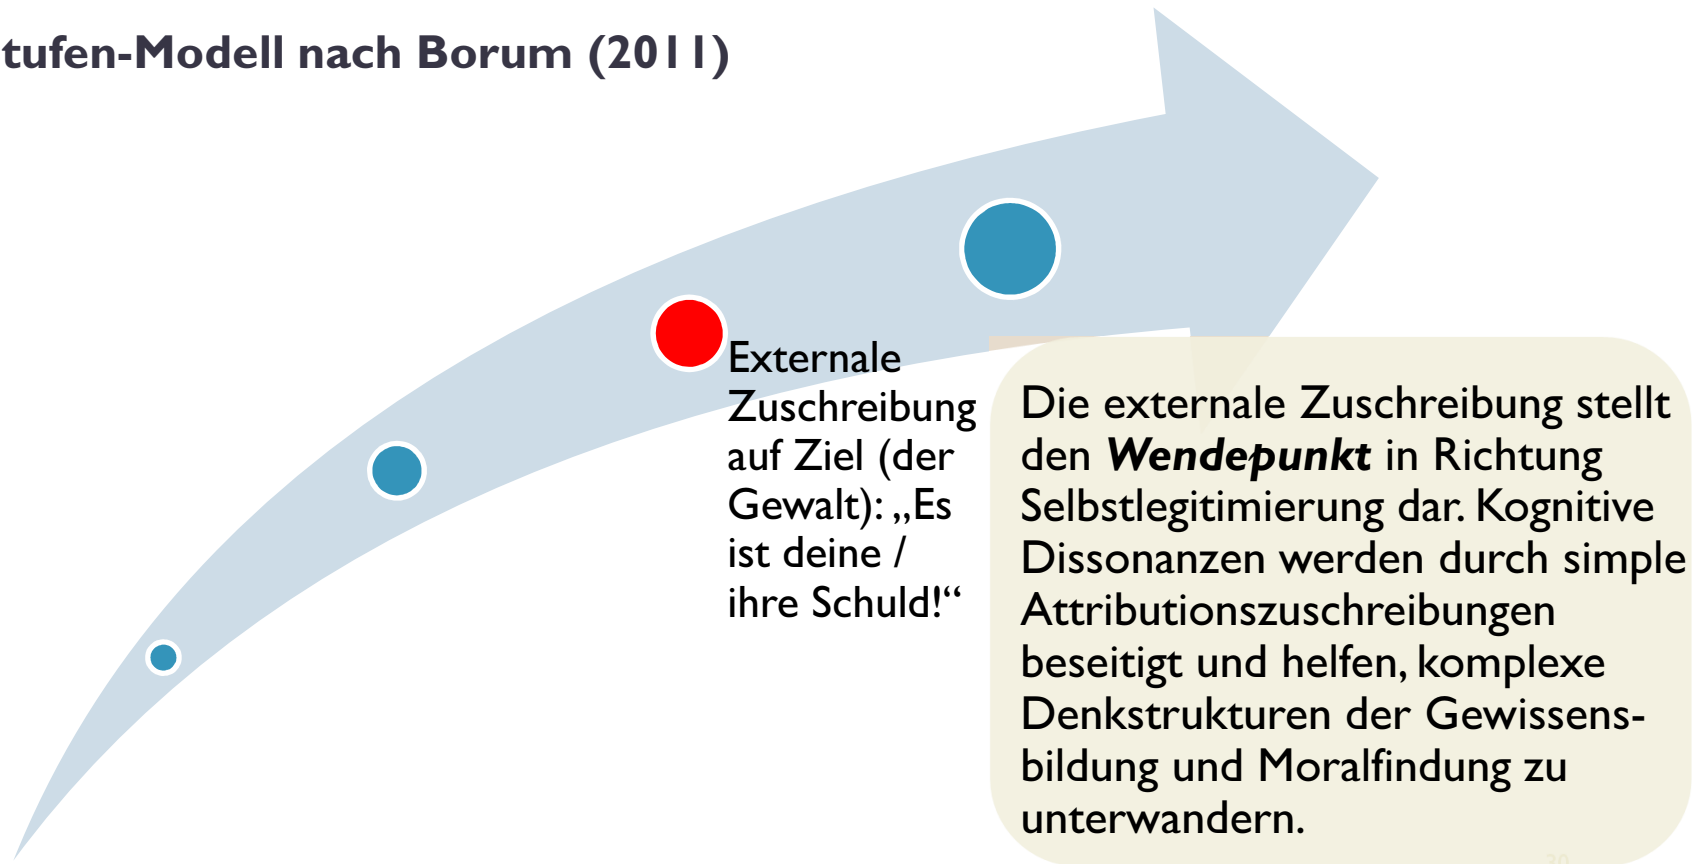 tufen-Modell nach Borum (2011)
Externale
Zuschreibung
auf Ziel (der
Gewalt): „Es
ist deine /
ihre Schuld!“
Die externale Zuschreibung stellt
den Wendepunkt in Richtung
Selbstlegitimierung dar. Kognitive
Dissonanzen werden durch simple
Attributionszuschreibungen
beseitigt und helfen, komplexe
Denkstrukturen der Gewissens-
bildung und Moralfindung zu
unterwandern.